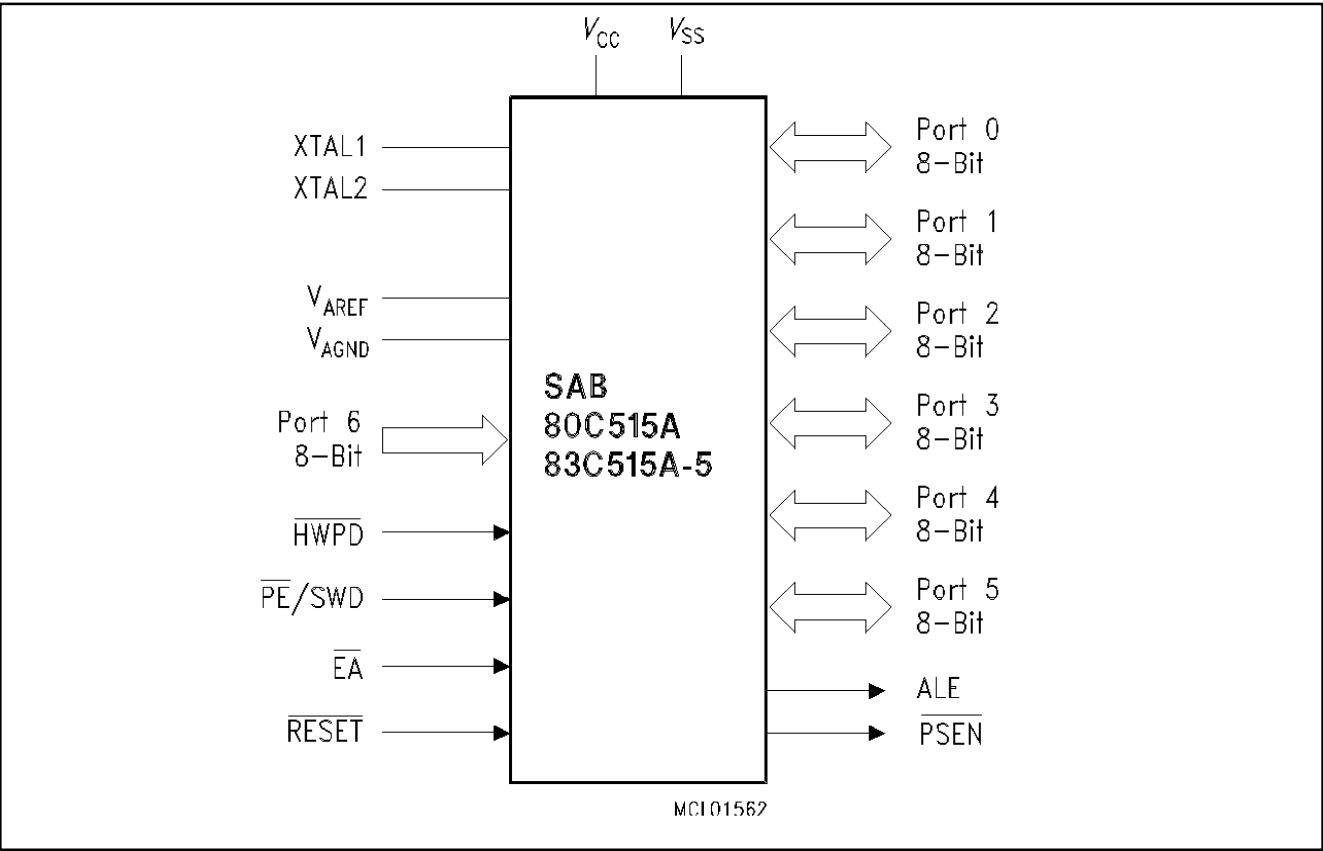 VCC VSS
XTAL1
XTAL2
VAREF
VAGND
Port 6
8-Bit
HWPD
PE/SWD
EA
RESET
SAB
80C515A
83C515A-5
Port 0
8-Bit
Port 1
8-Bit
Port 2
8-Bit
Port 3
8-Bit
Port 4
8-Bit
Port 5
8-Bit
ALE
PSEN
MCL01562